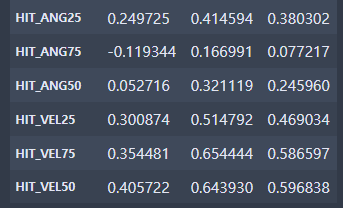 HIT_ANG25 0.249725 0.414594 0.380302
HIT_ANG75 -0.119344 0.166991 0.077217
HIT_ANG50 0.052716 0.321119 0.245960
HIT_VEL25 0.300874 0.514792 0.469034
HIT_VEL75 0.354481 0.654444 0.586597
HIT_VEL50 0.405722 0.643930 0.596838